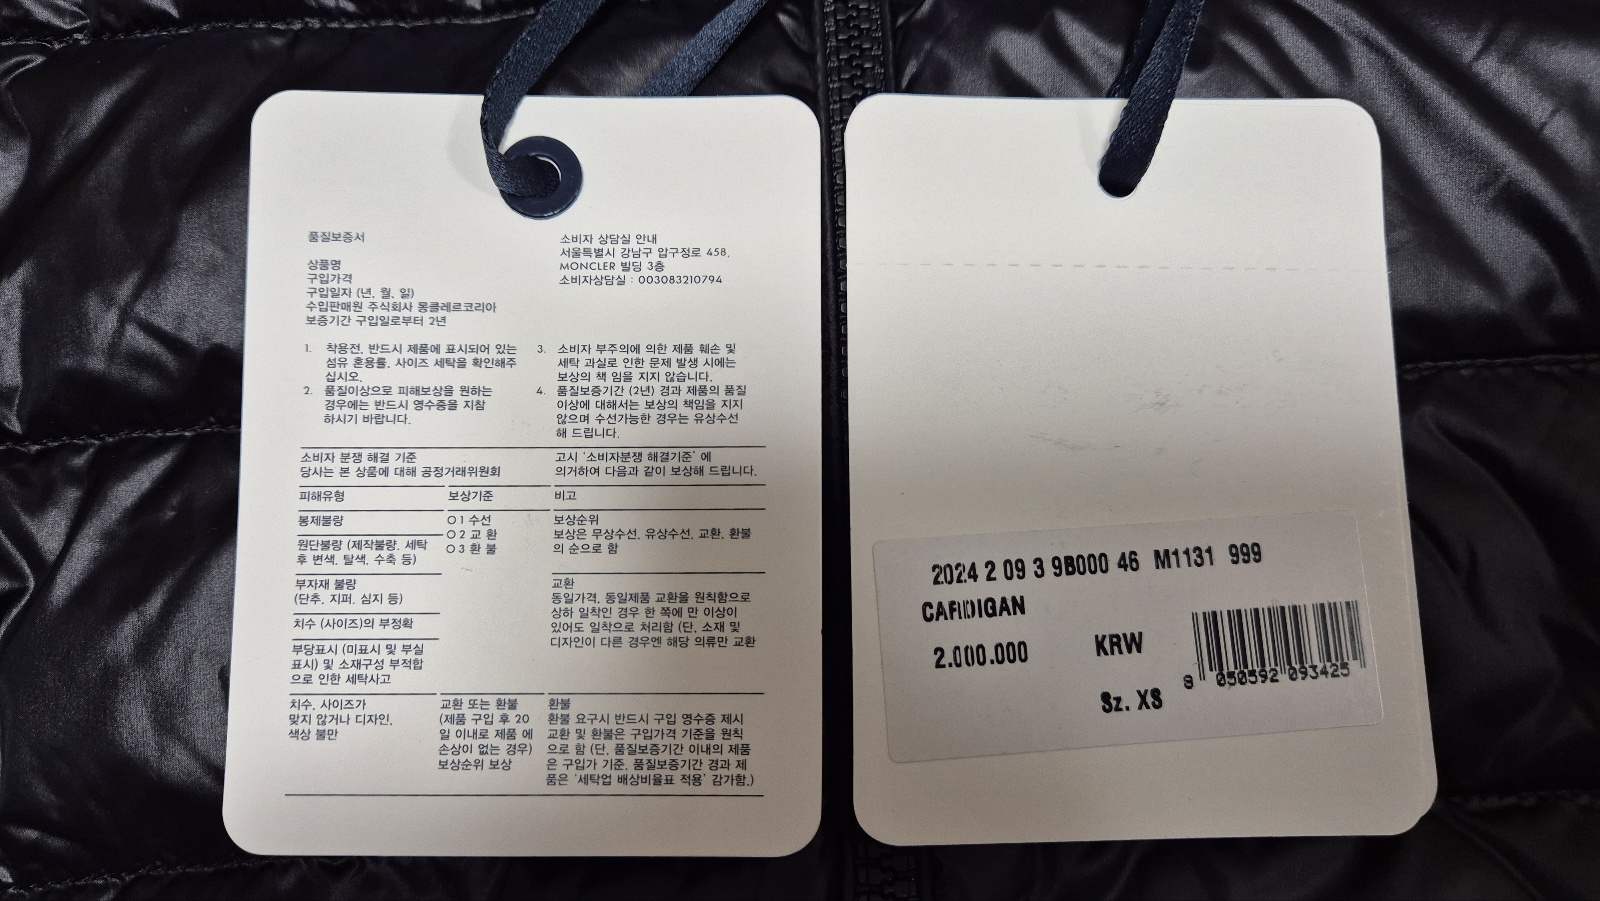 품질보증서
상품명
구입가격
구입일자 (년, 월, 일)
수입판매원 주식회사 몽클레르코리아
보증기간 구입일로부터 2년
소비자 상담실 안내
서울특별시 강남구 압구정로 458,
MONCLER 빌딩 3층
소비자상담실 : 003083210794
1. 착용전, 반드시 제품에 표시되어 있는
섬유 혼용률, 사이즈 세탁을 확인해주
십시오.
2. 품질이상으로 피해보상을 원하는
경우에는 반드시 영수증을 지참
하시기 바랍니다.
3. 소비자 부주의에 의한 제품 훼손 및
세탁 과실로 인한 문제 발생 시에는
보상의 책 임을 지지 않습니다.
4. 품질보증기간 (2년) 경과 제품의 품질
이상에 대해서는 보상의 책임을 지지
않으며 수선가능한 경우는 유상수선
해 드립니다.
소비자 분쟁 해결 기준
당사는 본 상품에 대해 공정거래위원회
고시 '소비자분쟁 해결기준' 에
의거하여 다음과 같이 보상해 드립니다.
피해유형 보상기준 비고
봉제불량
원단불량 (제작불량, 세탁
후 변색, 탈색, 수축 등)
부자재 불량
(단추, 지퍼, 심지 등)
치수 (사이즈)의 부정확
부당표시 (미표시 및 부실
표시) 및 소재구성 부적합
으로 인한 세탁사고
O 1 수선
O 2 교 환
O 3 환 불
보상순위
보상은 무상수선, 유상수선, 교환, 환불
의 순으로 함
교환
동일가격, 동일제품 교환을 원칙함으로
상하 일착인 경우 한 쪽에 만 이상이
있어도 일착으로 처리함 (단, 소재 및
디자인이 다른 경우엔 해당 의류만 교환
치수, 사이즈가
맞지 않거나 디자인,
색상 불만
교환 또는 환불
(제품 구입 후 20
일 이내로 제품 에
손상이 없는 경우)
보상순위 보상
환불
환불 요구시 반드시 구입 영수증 제시
교환 및 환불은 구입가격 기준을 원칙
으로 함 (단, 품질보증기간 이내의 제품
은 구입가 기준, 품질보증기간 경과 제
품은 '세탁업 배상비율표 적용' 감가함.)
2024 2 09 3 9B000 46 M1131 999
CARDIGAN
2.000.000 KRW
Sz. XS
8 050592 093425